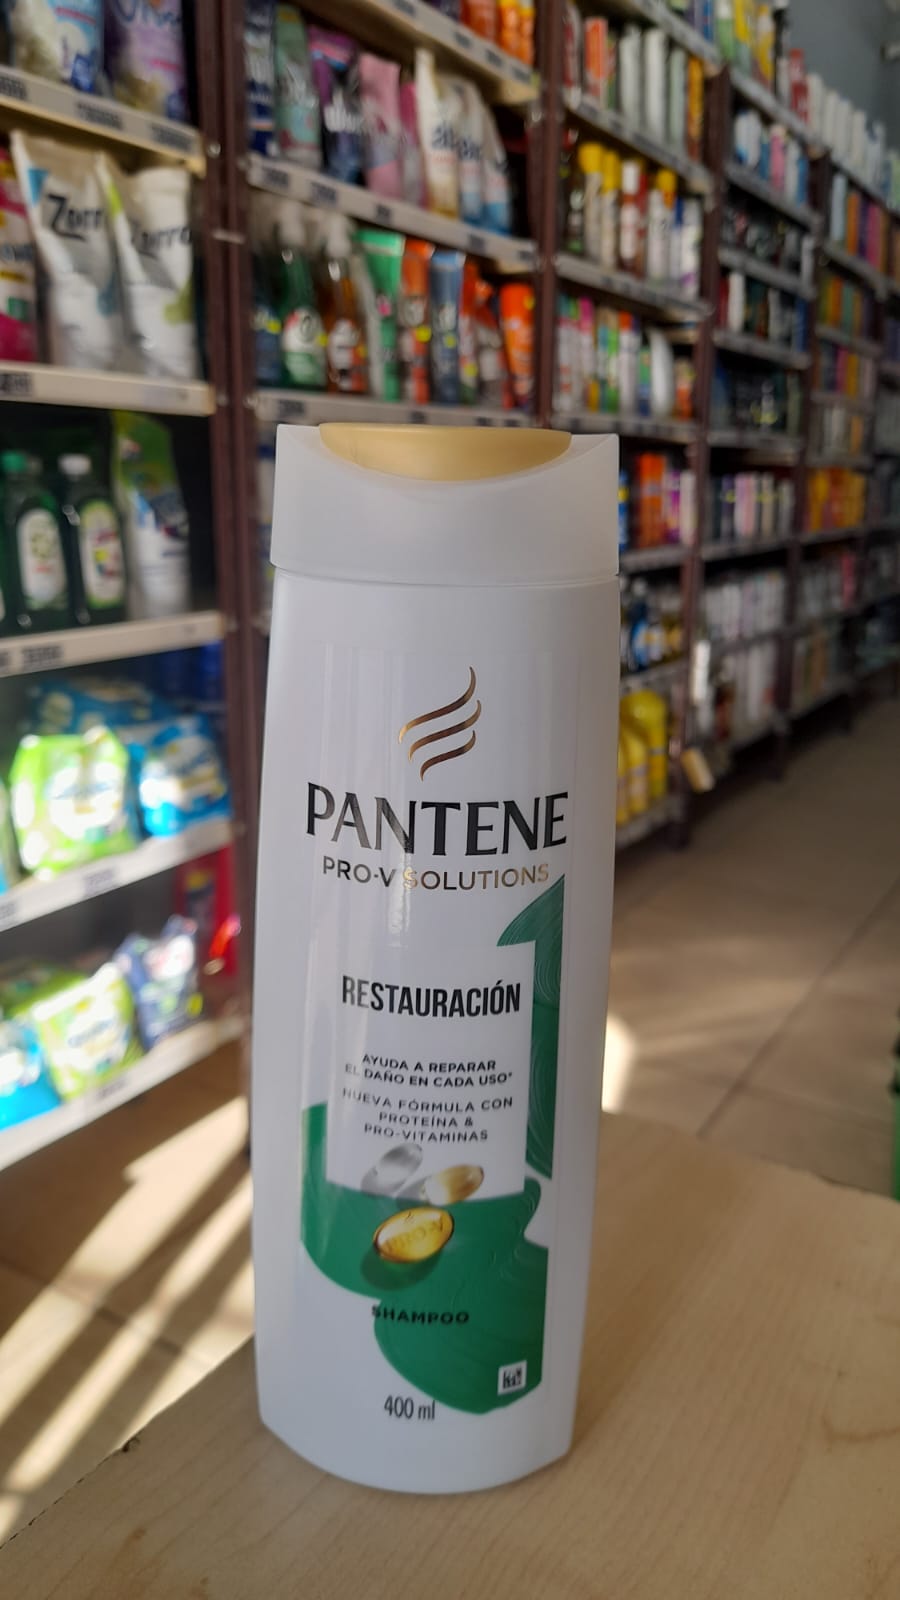 PANTENE
PRO-V SOLUTIONS
RESTAURACIÓN
AYUDA A REPARAR
EL DAÑO EN CADA USO*
NUEVA FÓRMULA CON
PROTEÍNA &
PRO-VITAMINAS
SHAMPOO
400 ml
Zorro